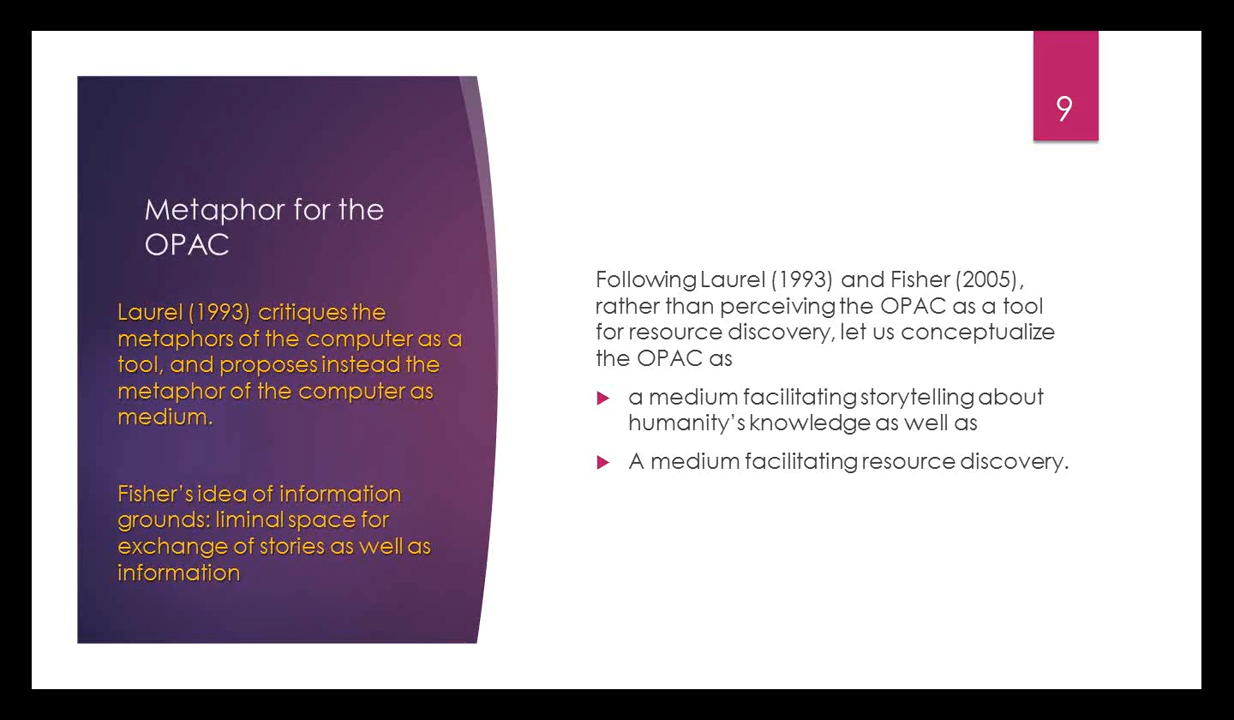 9
Metaphor for the
OPAC
Laurel (1993) critiques the
metaphors of the computer as a
tool, and proposes instead the
metaphor of the computer as
medium.
Fisher's idea of information
grounds: liminal space for
exchange of stories as well as
information
Following Laurel (1993) and Fisher (2005),
rather than perceiving the OPAC as a tool
for resource discovery, let us conceptualize
the OPAC as
a medium facilitating storytelling about
humanity's knowledge as well as
A medium facilitating resource discovery.